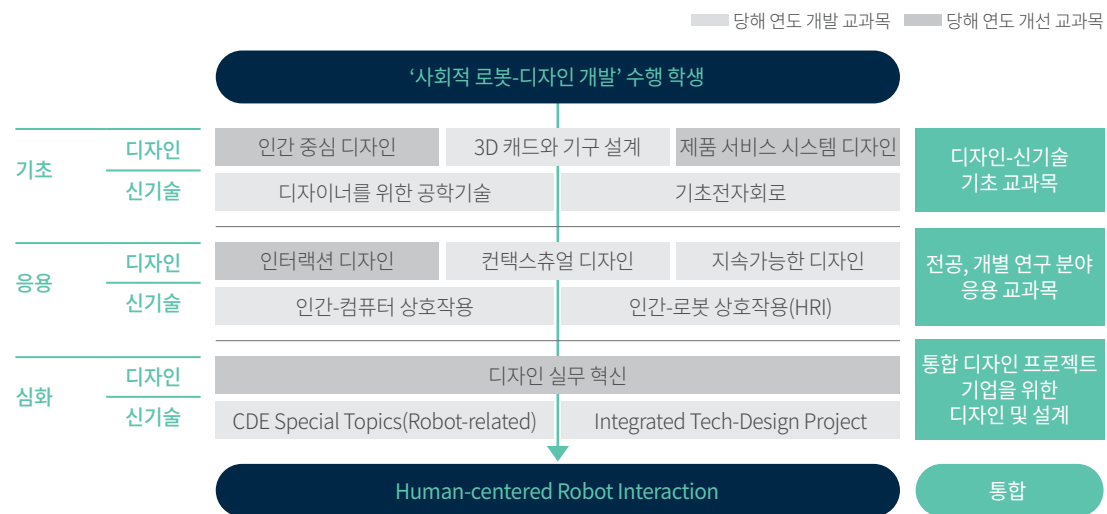 당해 연도 개발 교과목 당해 연도 개선 교과목
‘사회적 로봇-디자인 개발’ 수행 학생
기초
디자인
인간 중심 디자인
3D 캐드와 기구 설계
제품 서비스 시스템 디자인
신기술
디자이너를 위한 공학기술
기초전자회로
디자인-신기술
기초 교과목
응용
디자인
인터랙션 디자인
컨택스츄얼 디자인
지속가능한 디자인
신기술
인간-컴퓨터 상호작용
인간-로봇 상호작용(HRI)
전공, 개별 연구 분야
응용 교과목
심화
디자인
디자인 실무 혁신
신기술
CDE Special Topics(Robot-related)
Integrated Tech-Design Project
통합 디자인 프로젝트
기업을 위한
디자인 및 설계
Human-centered Robot Interaction
통합